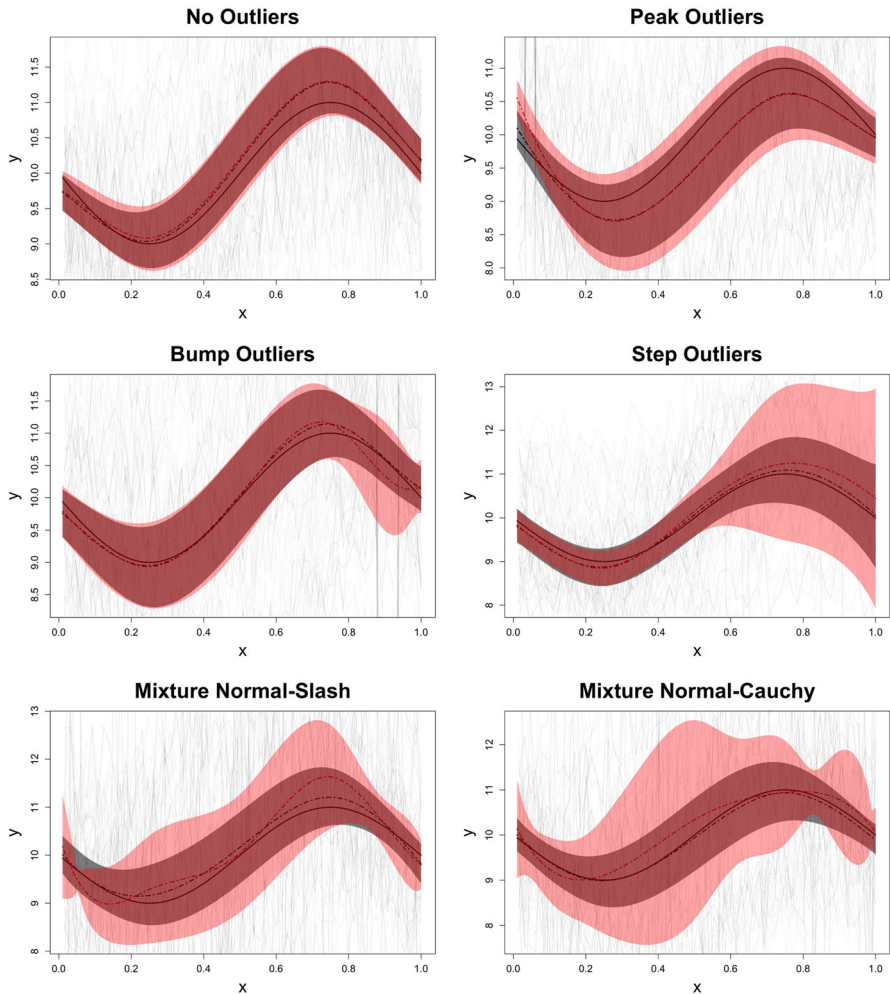 No Outliers
y
8.5 9.0 9.5 10.0 10.5 11.0 11.5
0.0 0.2 0.4 0.6 0.8 1.0
x
Peak Outliers
y
8.0 8.5 9.0 9.5 10.0 10.5 11.0
0.0 0.2 0.4 0.6 0.8 1.0
x
Bump Outliers
y
8.5 9.0 9.5 10.0 10.5 11.0 11.5
0.0 0.2 0.4 0.6 0.8 1.0
x
Step Outliers
y
8 9 10 11 12 13
0.0 0.2 0.4 0.6 0.8 1.0
x
Mixture Normal-Slash
y
8 9 10 11 12 13
0.0 0.2 0.4 0.6 0.8 1.0
x
Mixture Normal-Cauchy
y
8 9 10 11 12
0.0 0.2 0.4 0.6 0.8 1.0
x